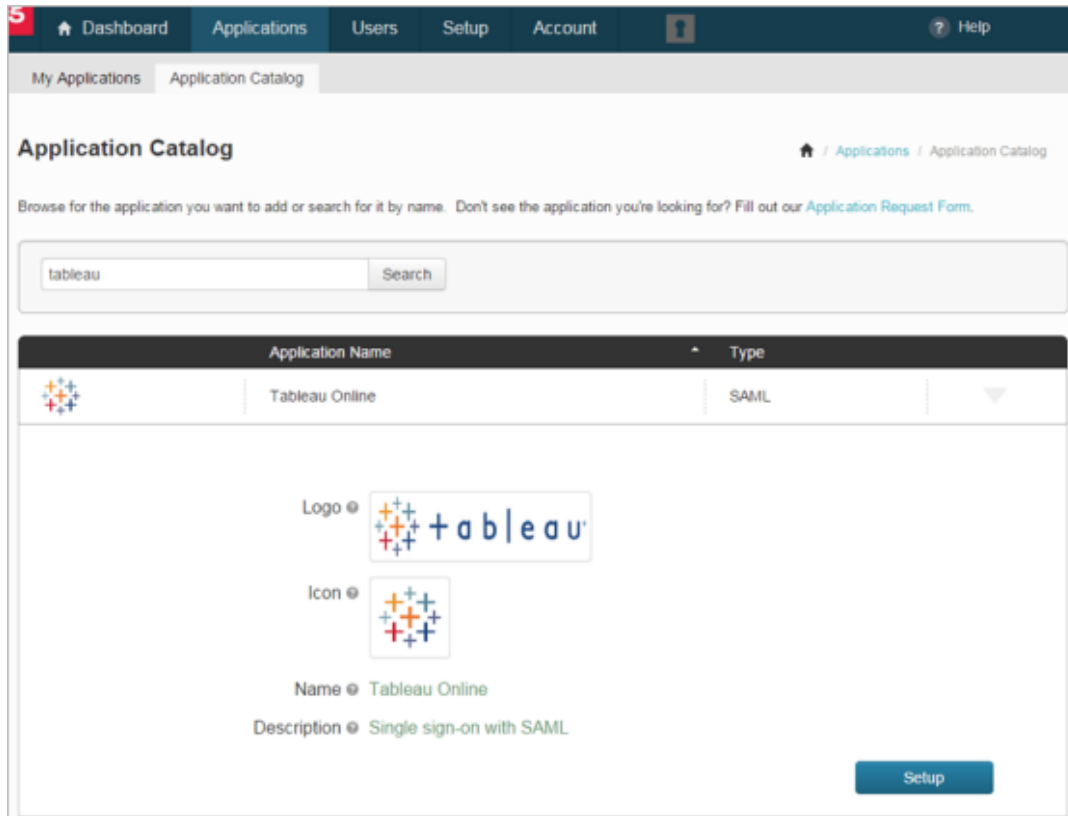 5 Dashboard Applications Users Setup Account ? Help
My Applications Application Catalog
Application Catalog
/ Applications / Application Catalog
Browse for the application you want to add or search for it by name. Don't see the application you're looking for? Fill out our Application Request Form.
tableau Search
Application Name Type
Tableau Online SAML
Logo ? + a b | e a u
Icon ?
Name ? Tableau Online
Description ? Single sign-on with SAML
Setup